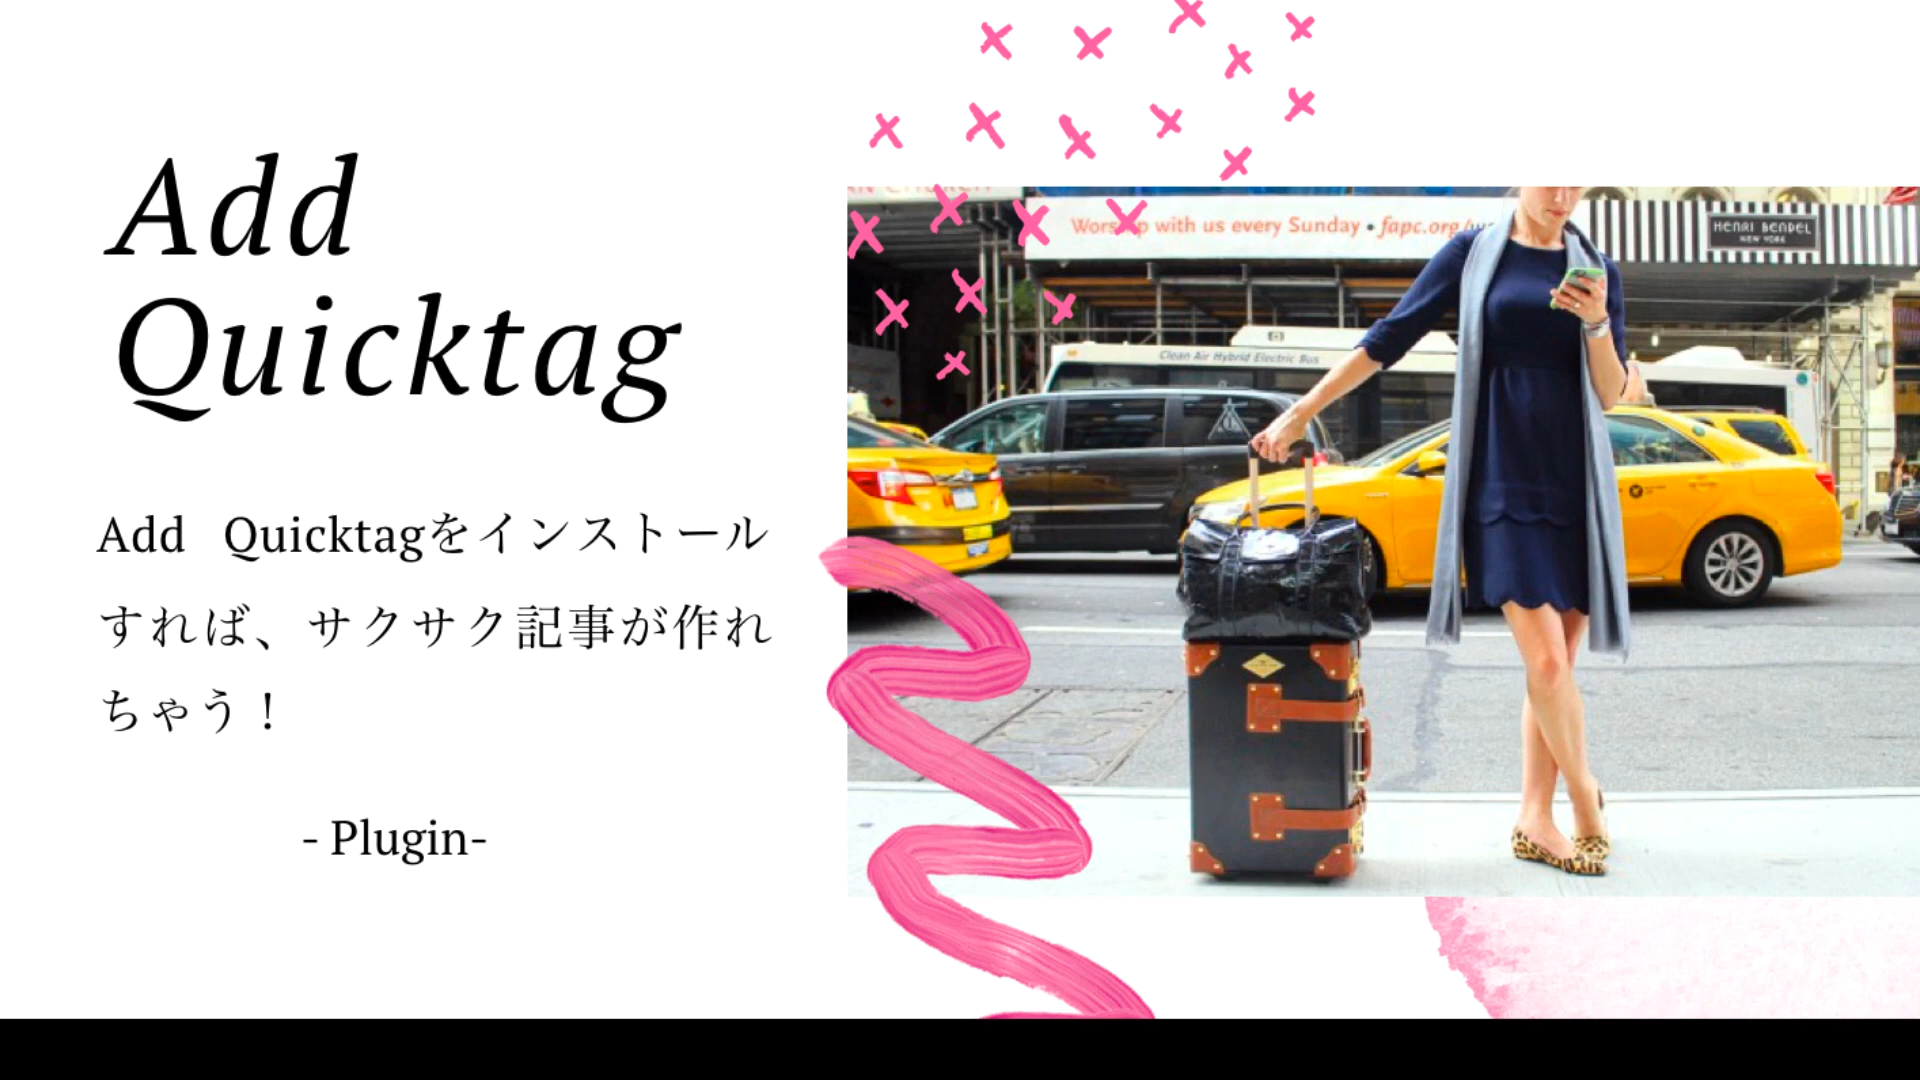 Add
Quicktag
Add Quicktagをインストール
すれば、サクサク記事が作れ
ちゃう！
- Plugin-
with us every Sunday • fapc.org
HENRI BENDEL
NEW YORK
Clean Air Hybrid Electric Bus